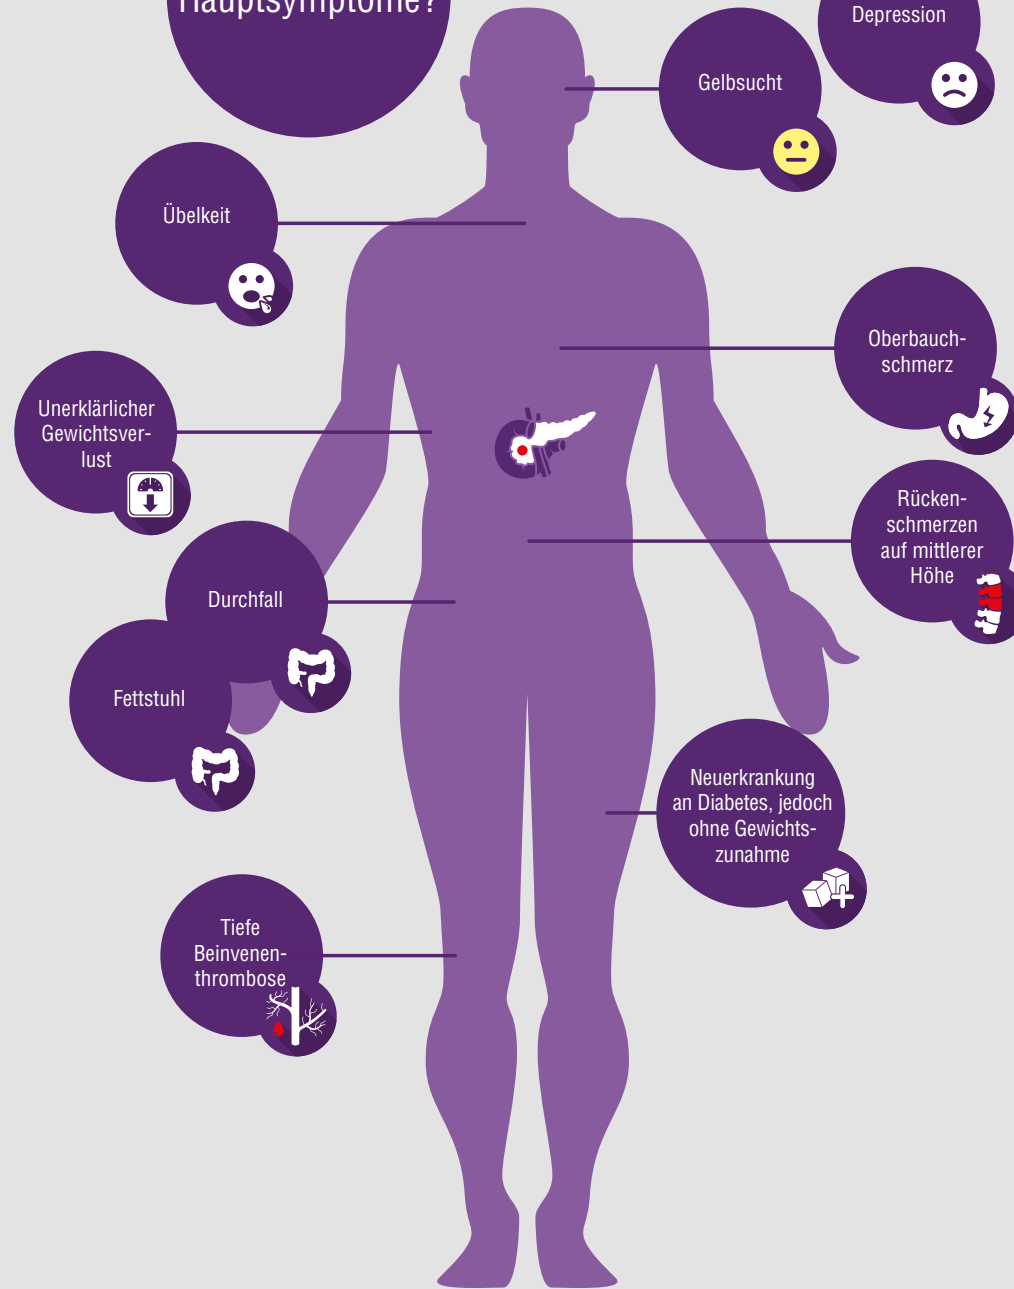 Hauptsymptome?
Depression
Gelbsucht
Übelkeit
Oberbauch-
schmerz
Unerklärlicher
Gewichtsver-
lust
Rücken-
schmerzen
auf mittlerer
Höhe
Durchfall
Fettstuhl
Neuerkrankung
an Diabetes, jedoch
ohne Gewichts-
zunahme
Tiefe
Beinvenen-
thrombose